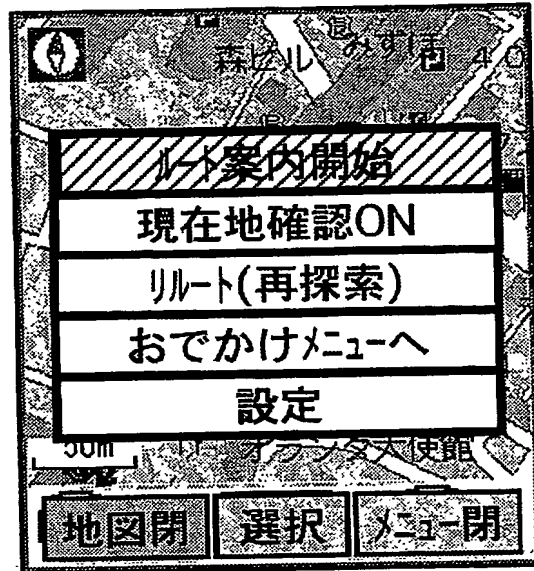 森ビル
みずほ
40
ﾙｰﾄ案内開始
現在地確認ON
ﾘﾙｰﾄ(再探索)
おでかけﾒﾆｭｰへ
設定
50m
オランダ大使館
地図閉 選択 ﾒﾆｭｰ閉